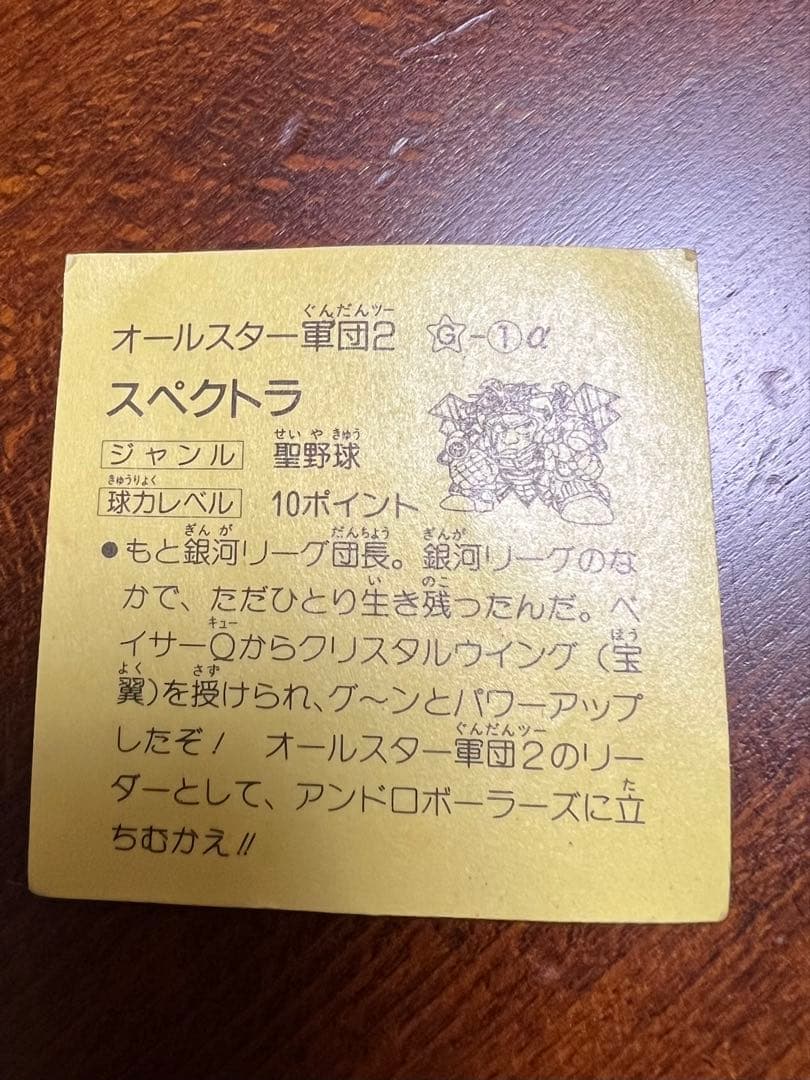 オールスター軍団2 G-①α
スペクトラ
ジャンル 聖野球
球力レベル 10ポイント
●もと銀河リーグ団長。銀河リーグのな
かで、ただひとり生き残ったんだ。ベ
イサーQからクリスタルウイング（宝
翼）を授けられ、グ〜ンとパワーアップ
したぞ！ オールスター軍団2のリー
ダーとして、アンドロボーラーズに立
ちむかえ!!